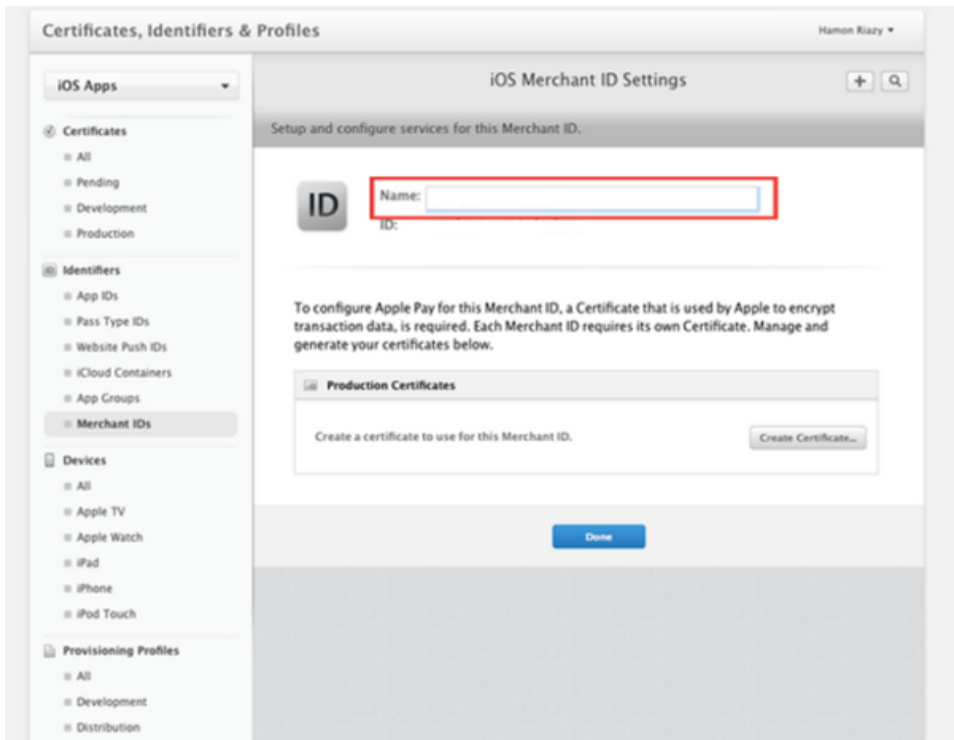 Certificates, Identifiers & Profiles
Hamon Riazy
iOS Apps
Certificates
All
Pending
Development
Production
Identifiers
App IDs
Pass Type IDs
Website Push IDs
iCloud Containers
App Groups
Merchant IDs
Devices
All
Apple TV
Apple Watch
iPad
iPhone
iPod Touch
Provisioning Profiles
All
Development
Distribution
iOS Merchant ID Settings
Setup and configure services for this Merchant ID.
ID
Name:
ID:
To configure Apple Pay for this Merchant ID, a Certificate that is used by Apple to encrypt
transaction data, is required. Each Merchant ID requires its own Certificate. Manage and
generate your certificates below.
Production Certificates
Create a certificate to use for this Merchant ID.
Create Certificate...
Done